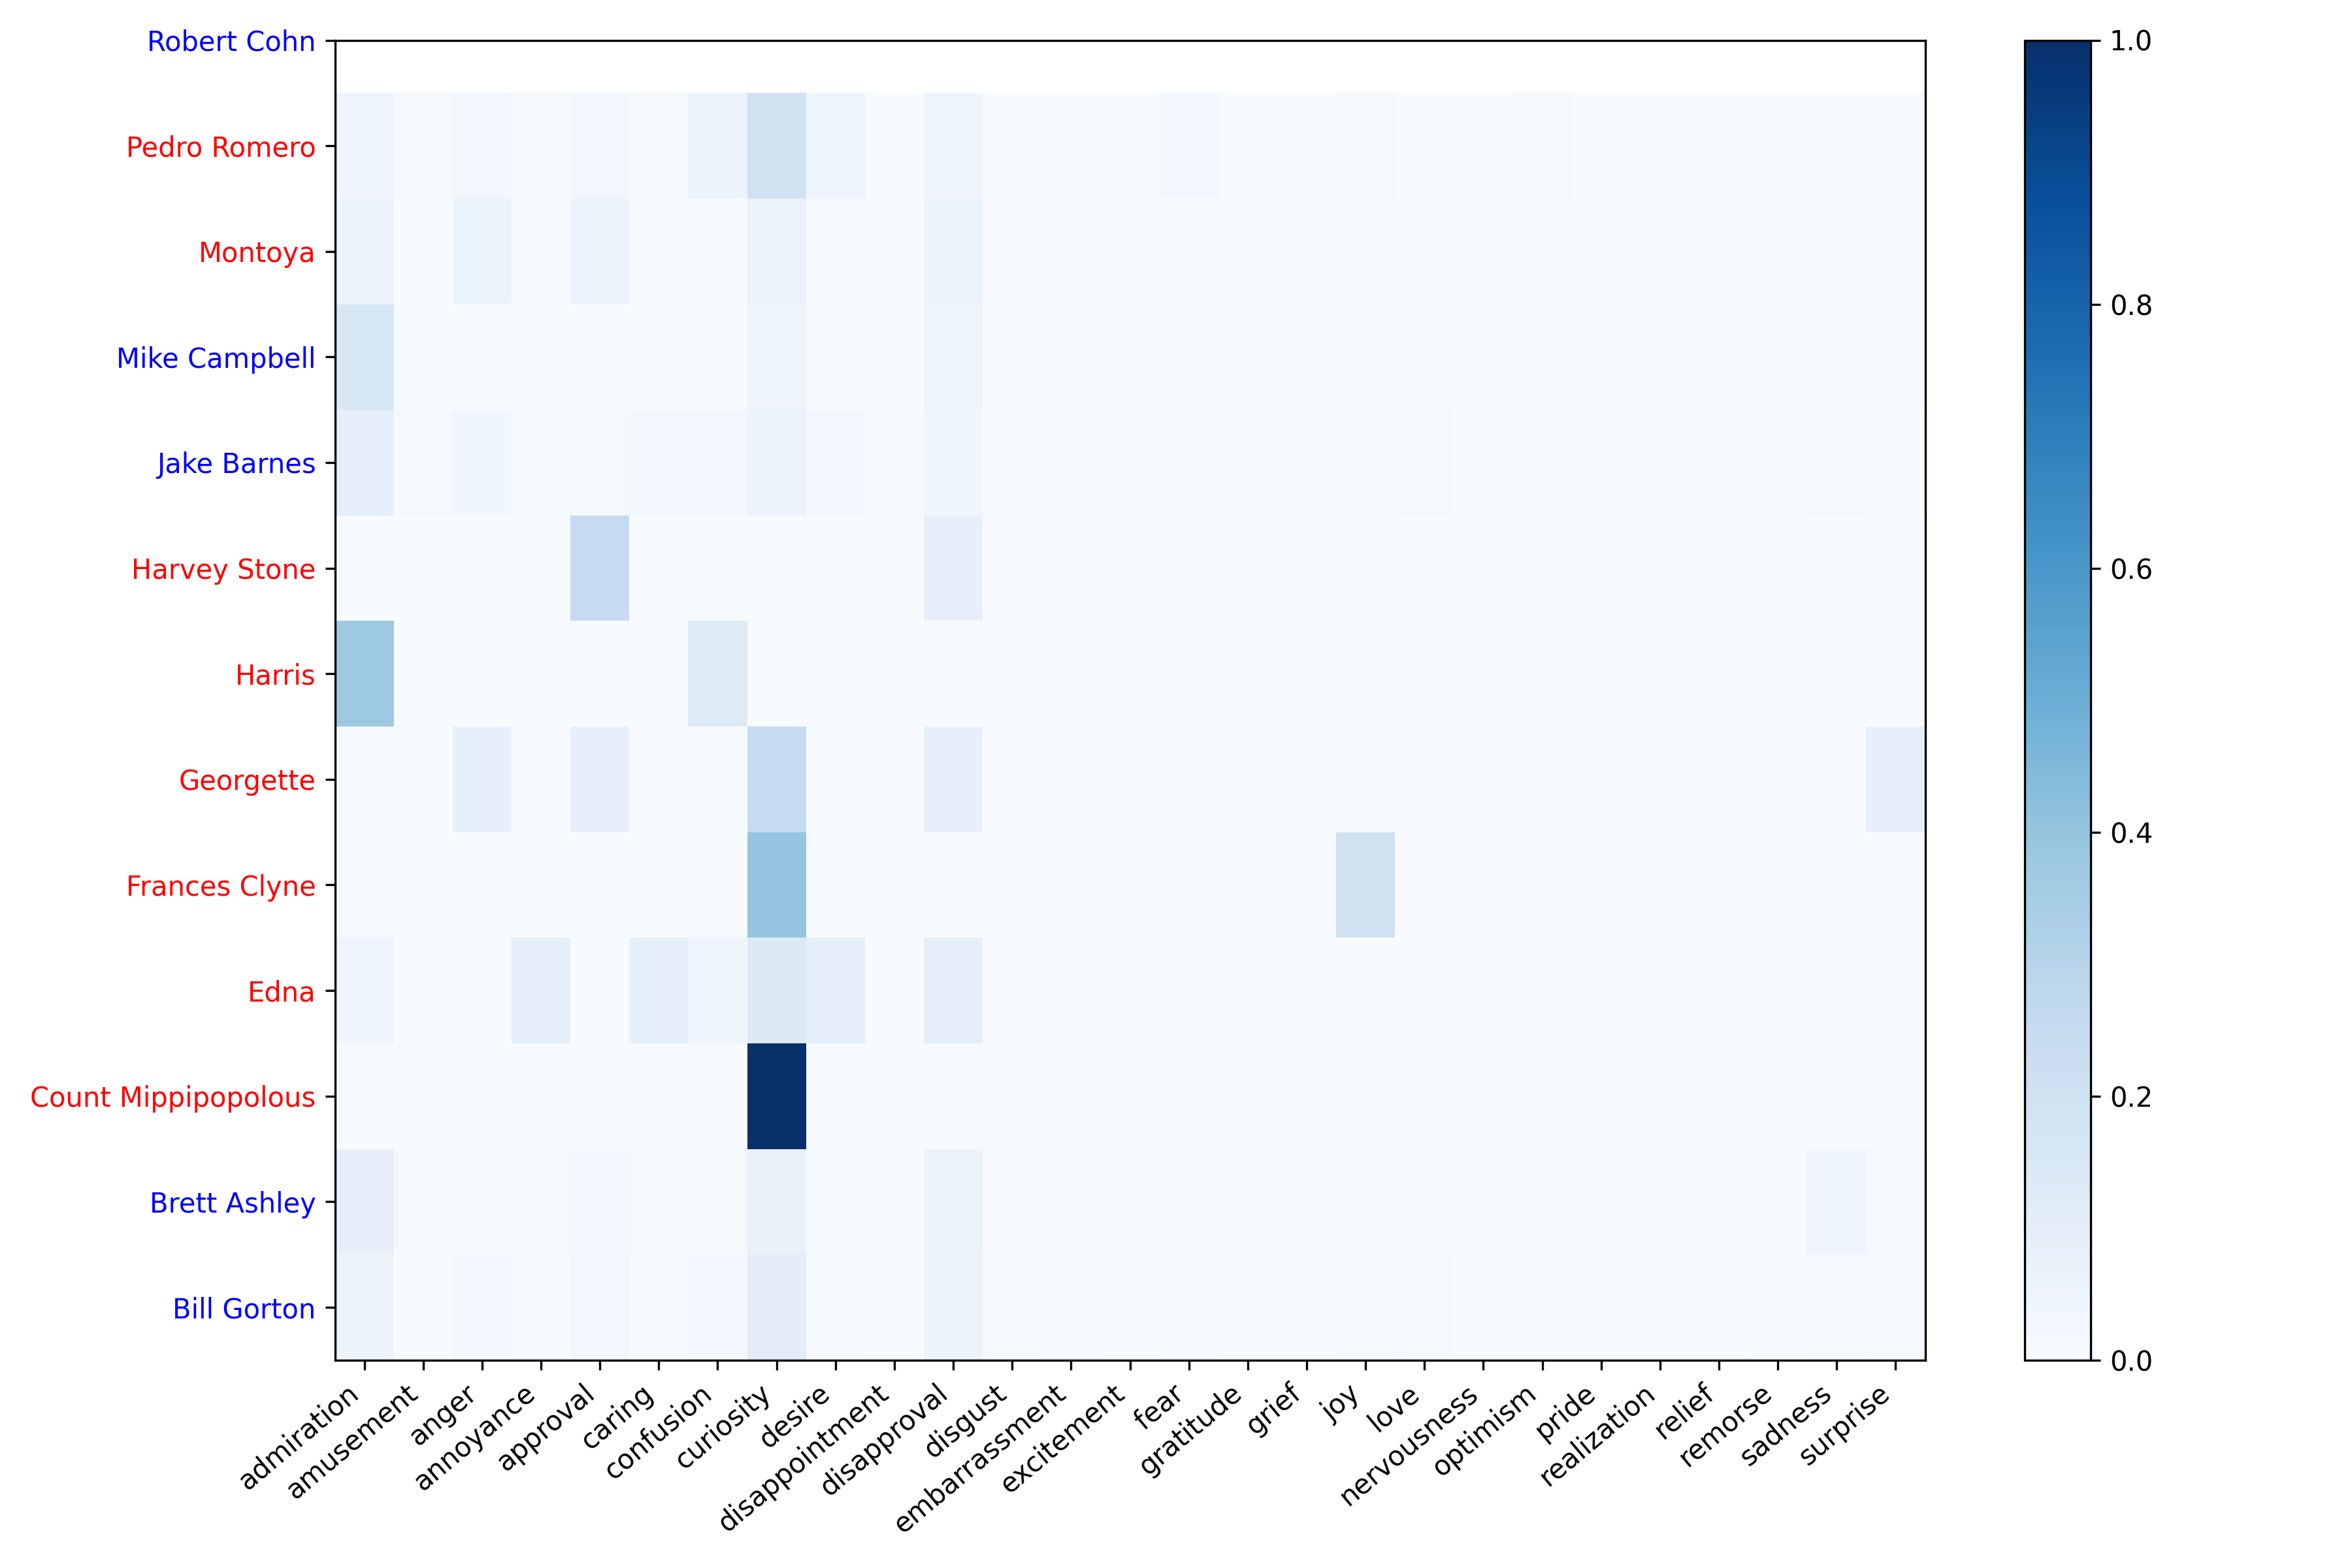 Robert Cohn
Pedro Romero
Montoya
Mike Campbell
Jake Barnes
Harvey Stone
Harris
Georgette
Frances Clyne
Edna
Count Mippipopolous
Brett Ashley
Bill Gorton
admiration
amusement
anger
annoyance
approval
caring
confusion
curiosity
desire
disappointment
disapproval
disgust
embarrassment
excitement
fear
gratitude
grief
joy
love
nervousness
optimism
pride
realization
relief
remorse
sadness
surprise
1.0
0.8
0.6
0.4
0.2
0.0